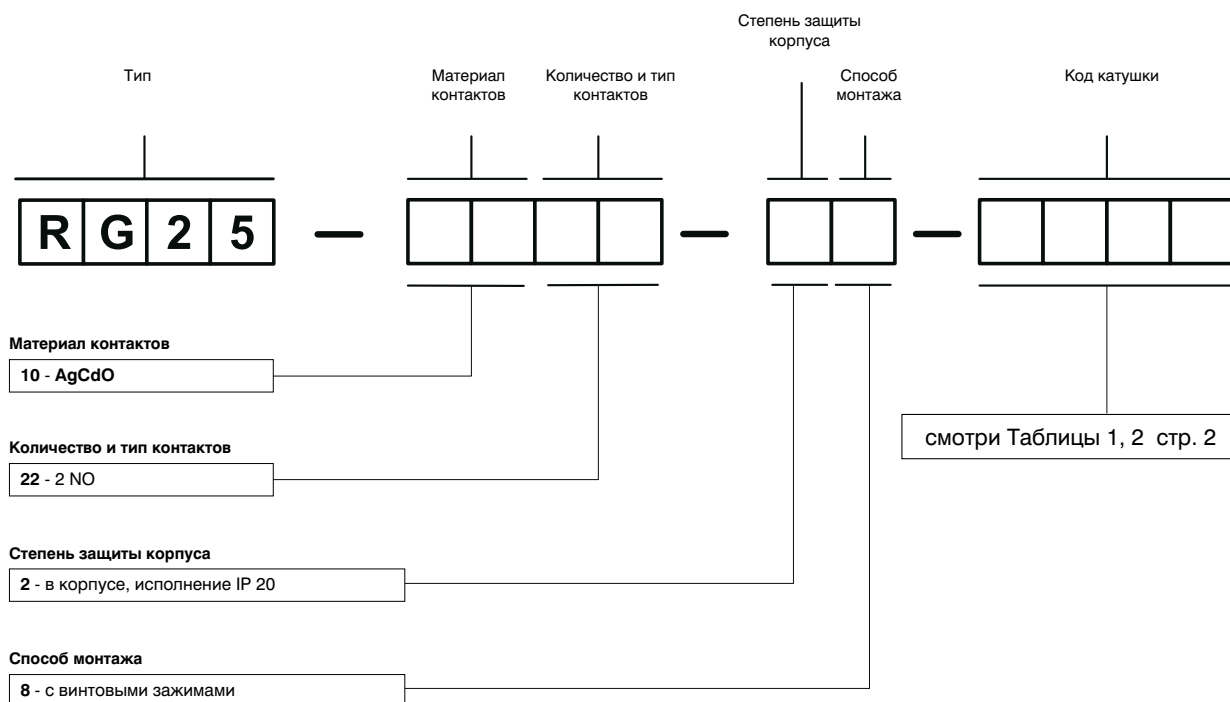 Степень защиты
корпуса
Тип
Материал
контактов
Количество и тип
контактов
Способ
монтажа
Код катушки
RG25 — — —
Материал контактов
10 - AgCdO
смотри Таблицы 1, 2 стр. 2
Количество и тип контактов
22 - 2 NO
Степень защиты корпуса
2 - в корпусе, исполнение IP 20
Способ монтажа
8 - с винтовыми зажимами